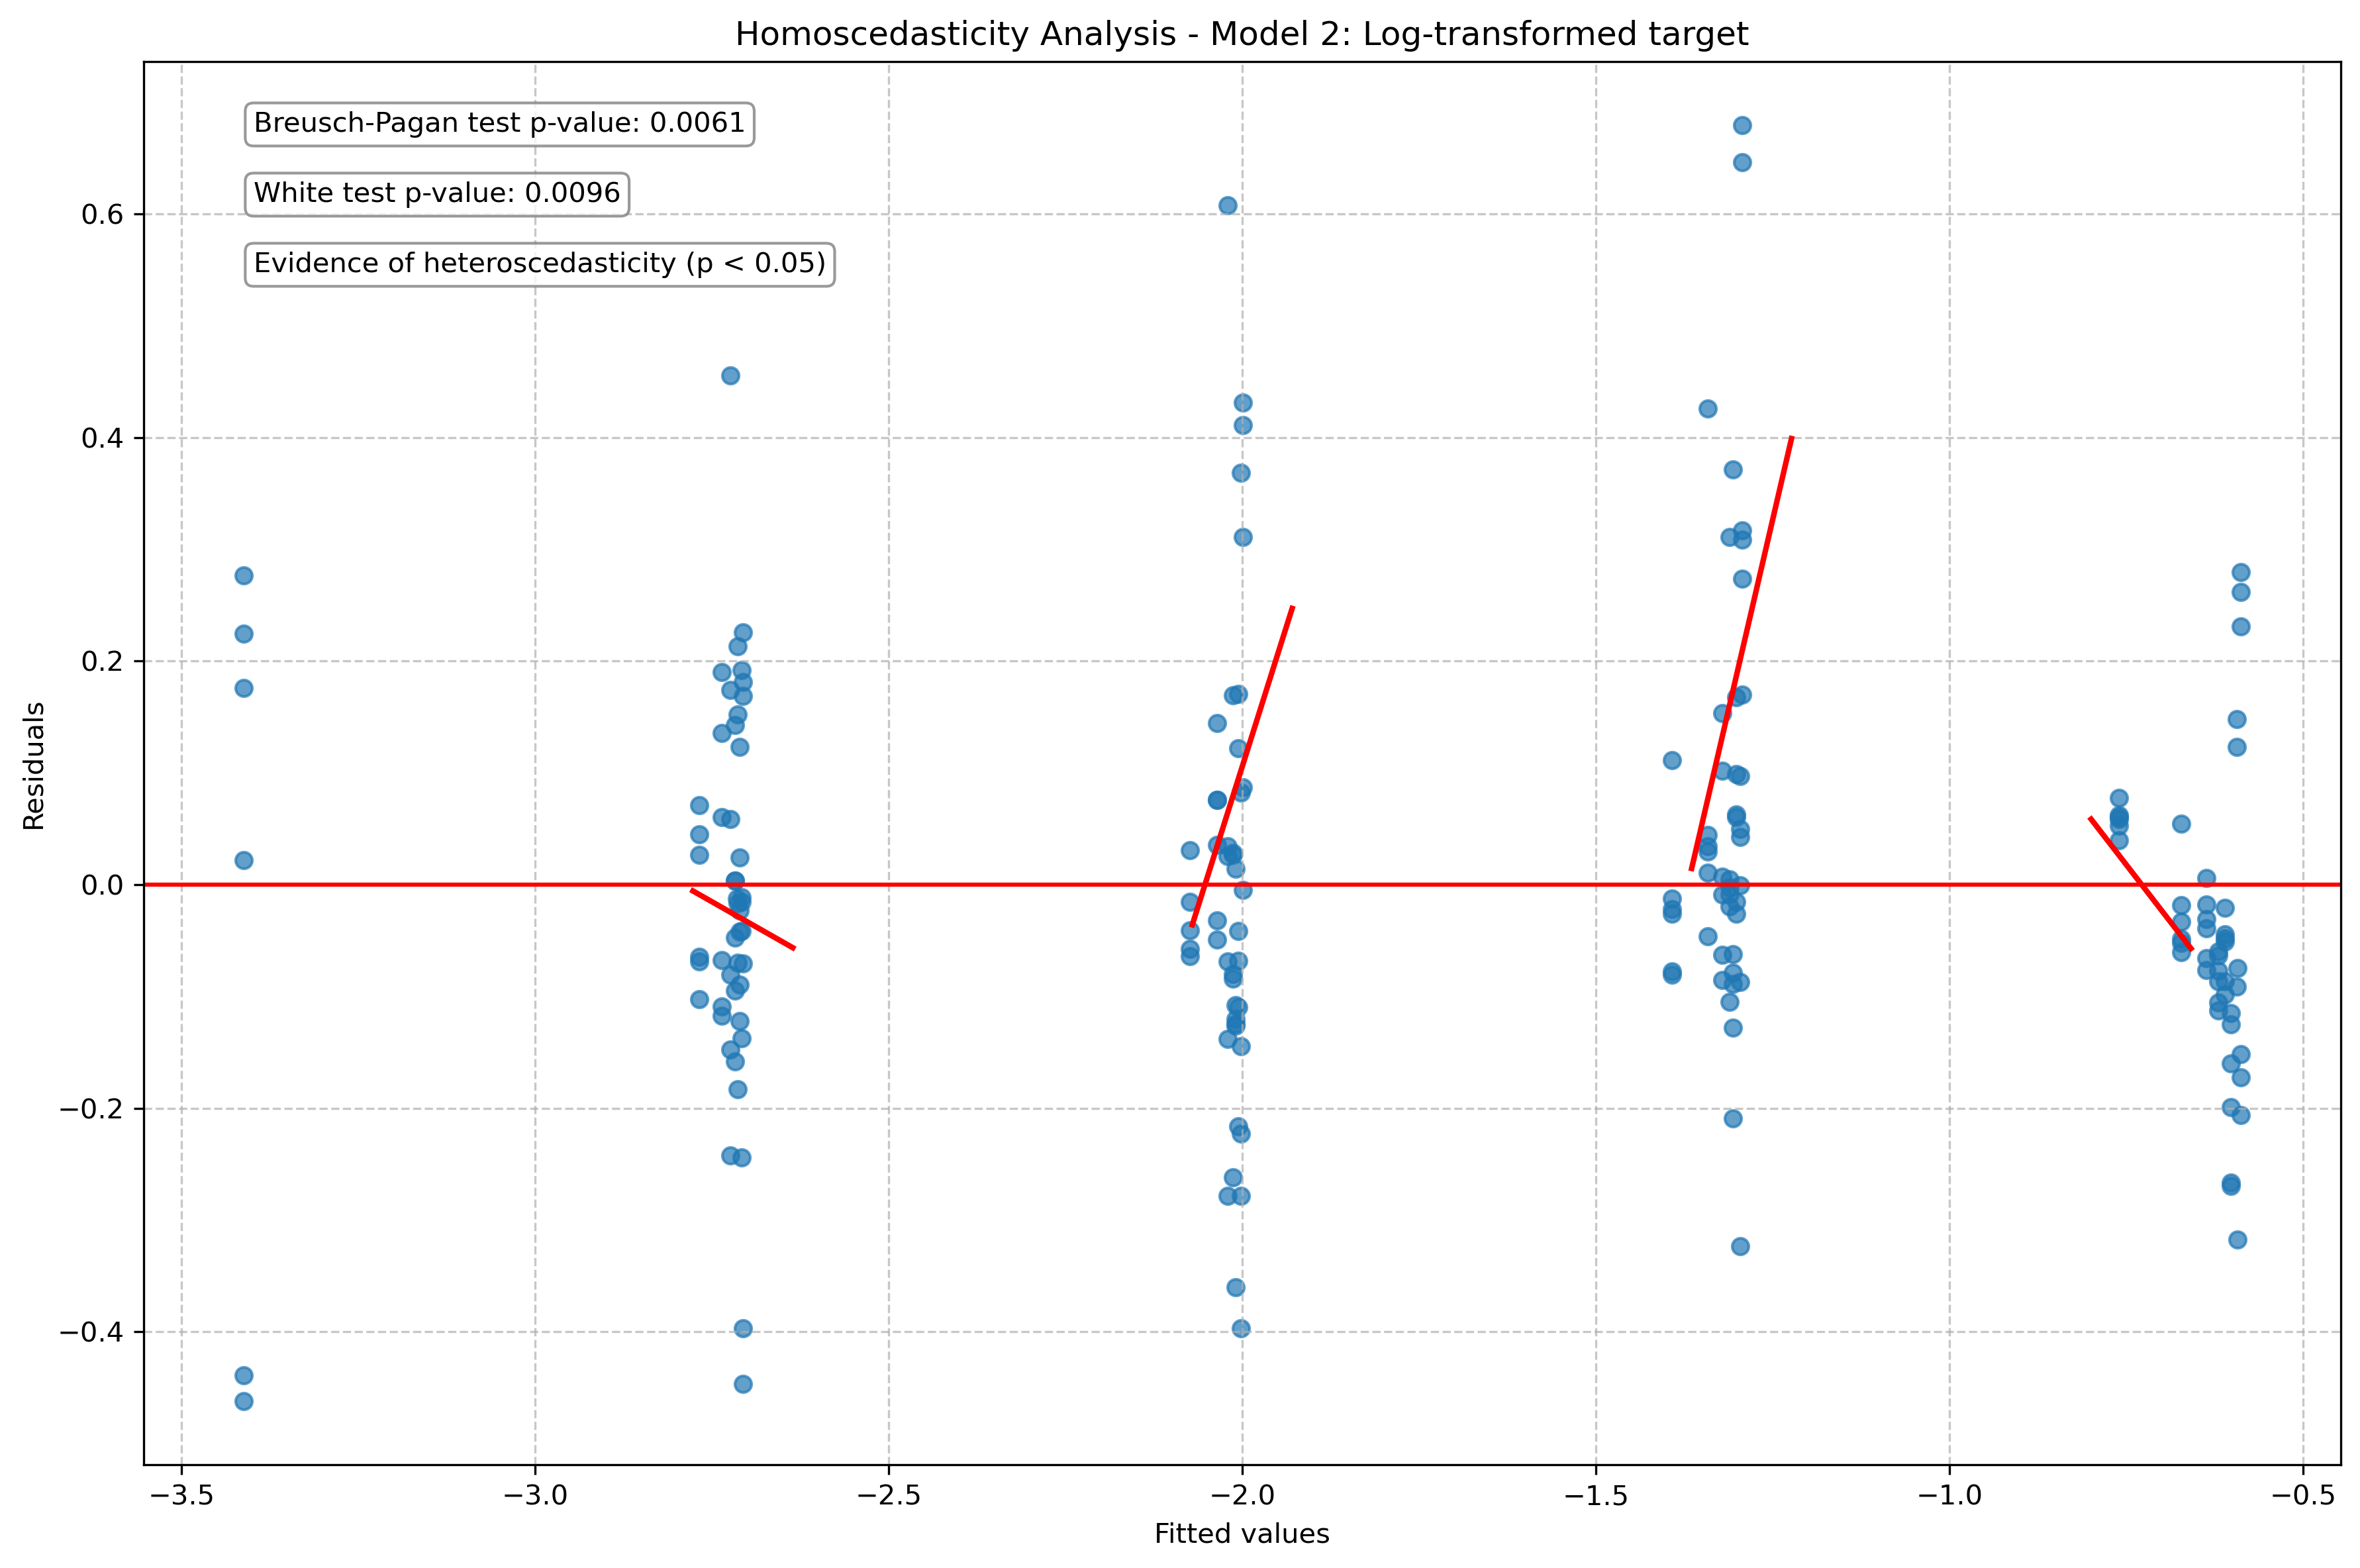 Homoscedasticity Analysis - Model 2: Log-transformed target
Breusch-Pagan test p-value: 0.0061
White test p-value: 0.0096
Evidence of heteroscedasticity (p < 0.05)
Residuals
0.6
0.4
0.2
0.0
−0.2
−0.4
−3.5 −3.0 −2.5 −2.0 −1.5 −1.0 −0.5
Fitted values